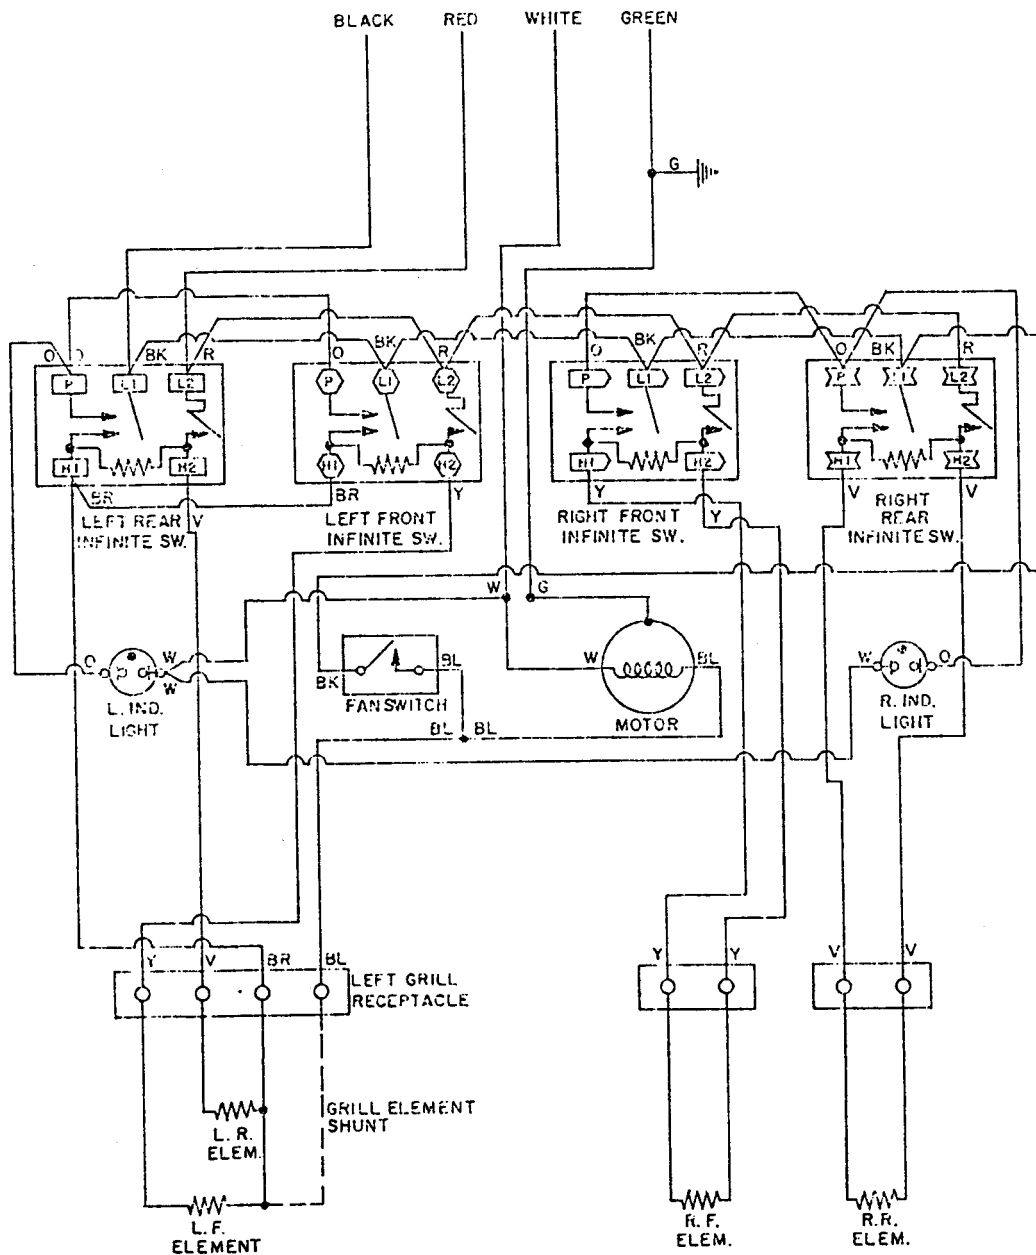 BLACK RED WHITE GREEN
G
O O BK R O BK R O BK R O BK R
P L1 L2 P L1 L2 P L1 L2 P H1 L2
H1 H2 H1 H2 H1 H2 H1 H2
BR V BR Y Y Y V V
LEFT REAR
INFINITE SW.
LEFT FRONT
INFINITE SW.
RIGHT FRONT
INFINITE SW.
RIGHT
REAR
INFINITE SW.
W G
O W
W
BK BL
W BL
W O
L. IND.
LIGHT
FAN SWITCH
MOTOR
R. IND.
LIGHT
BL BL
Y V BR BL
LEFT GRILL
RECEPTACLE
Y Y
V V
GRILL ELEMENT
SHUNT
L. R.
ELEM.
L. F.
ELEMENT
R. F.
ELEM.
R.R.
ELEM.